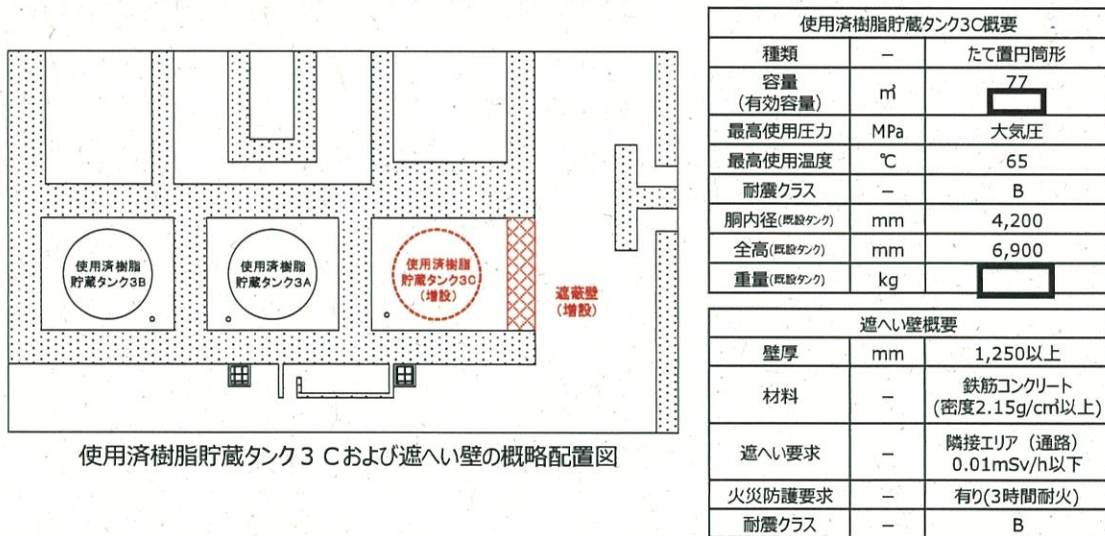 使用済樹脂
貯蔵タンク3B
使用済樹脂
貯蔵タンク3A
使用済樹脂
貯蔵タンク3C
(増設)
遮蔽壁
(増設)
使用済樹脂貯蔵タンク3Cおよび遮へい壁の概略配置図
使用済樹脂貯蔵タンク3C概要
種類 － たて置円筒形
容量
(有効容量) ㎥ 77
最高使用圧力 MPa 大気圧
最高使用温度 ℃ 65
耐震クラス － B
胴内径(既設タンク) mm 4,200
全高(既設タンク) mm 6,900
重量(既設タンク) kg
遮へい壁概要
壁厚 mm 1,250以上
材料 － 鉄筋コンクリート
(密度2.15g/c㎥以上)
遮へい要求 － 隣接エリア（通路）
0.01mSv/h以下
火災防護要求 － 有り(3時間耐火)
耐震クラス － B